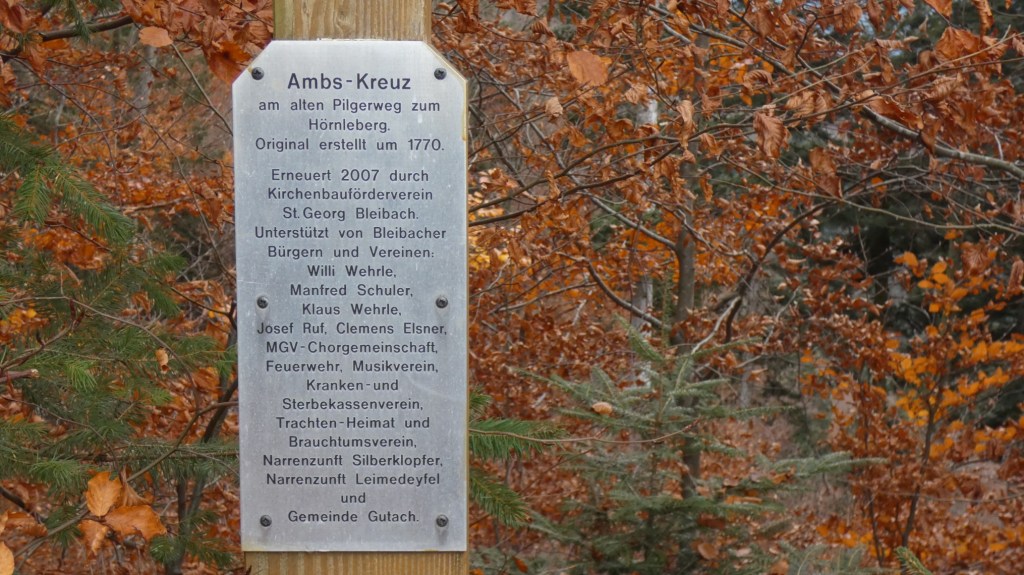 Ambs-Kreuz
am alten Pilgerweg zum
Hörnleberg.
Original erstellt um 1770.
Erneuert 2007 durch
Kirchenbauförderverein
St. Georg Bleibach.
Unterstützt von Bleibacher
Bürgern und Vereinen:
Willi Wehrle,
Manfred Schuler,
Klaus Wehrle,
Josef Ruf, Clemens Elsner,
MGV-Chorgemeinschaft,
Feuerwehr, Musikverein,
Kranken-und
Sterbekassenverein,
Trachten-Heimat und
Brauchtumsverein,
Narrenzunft Silberklopfer,
Narrenzunft Leimedeyfel
und
Gemeinde Gutach.